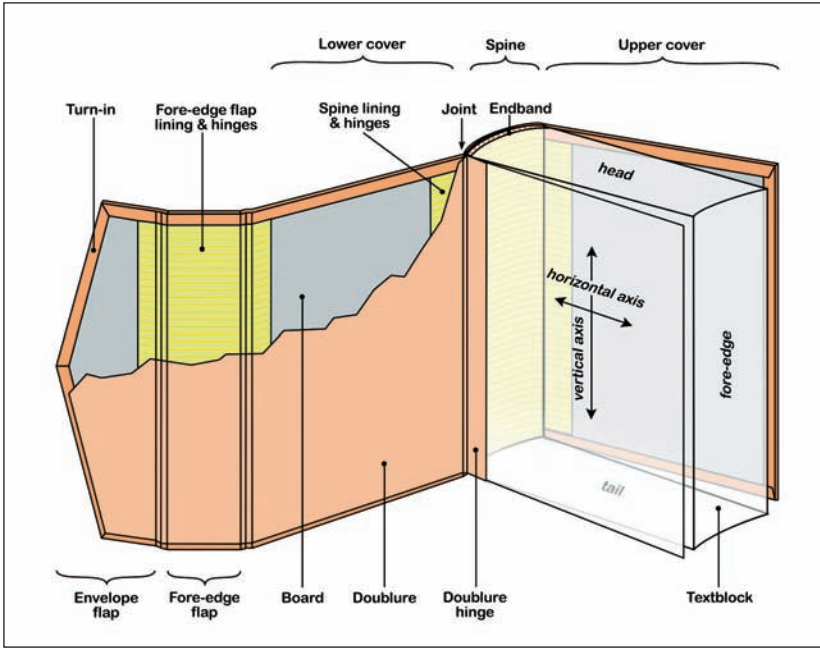 Lower cover
Spine
Upper cover
Turn-in
Fore-edge flap
lining & hinges
Spine lining
& hinges
Joint
Endband
head
horizontal axis
vertical axis
fore-edge
tail
Envelope
flap
Fore-edge
flap
Board
Doublure
Doublure
hinge
Textblock